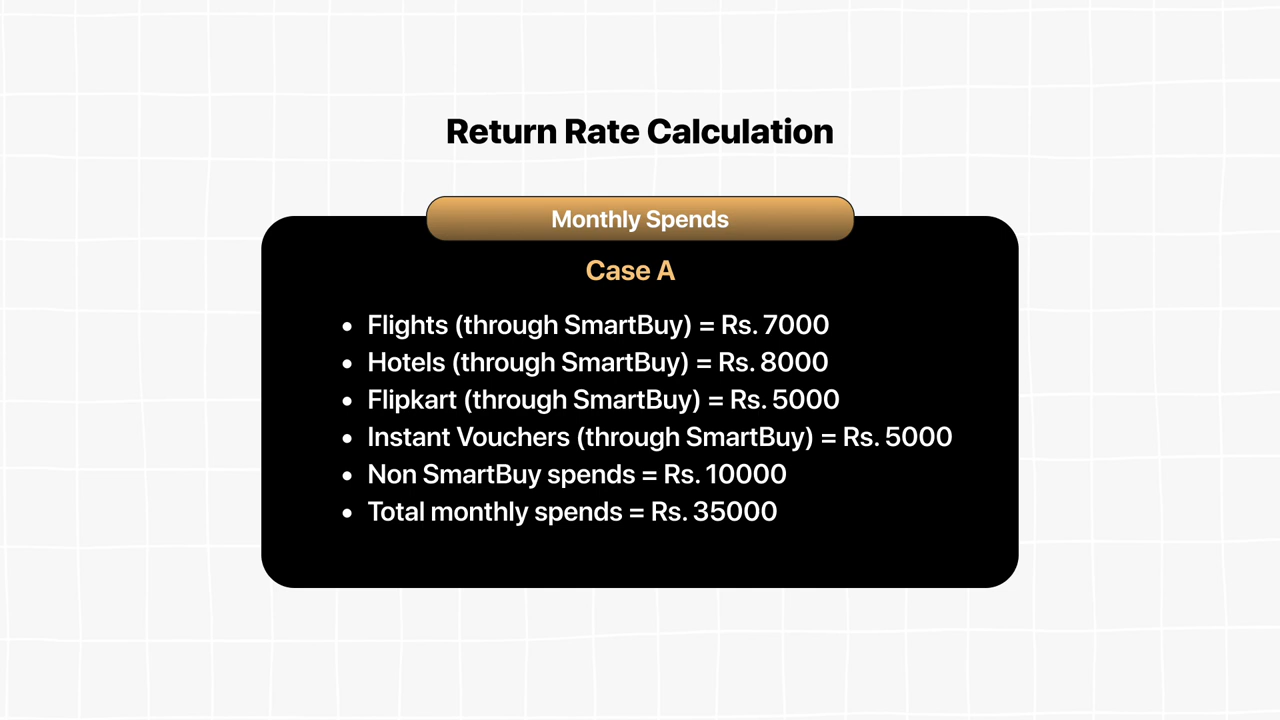 Return Rate Calculation
Monthly Spends
Case A
• Flights (through SmartBuy) = Rs. 7000
• Hotels (through SmartBuy) = Rs. 8000
• Flipkart (through SmartBuy) = Rs. 5000
• Instant Vouchers (through SmartBuy) = Rs. 5000
• Non SmartBuy spends = Rs. 10000
• Total monthly spends = Rs. 35000